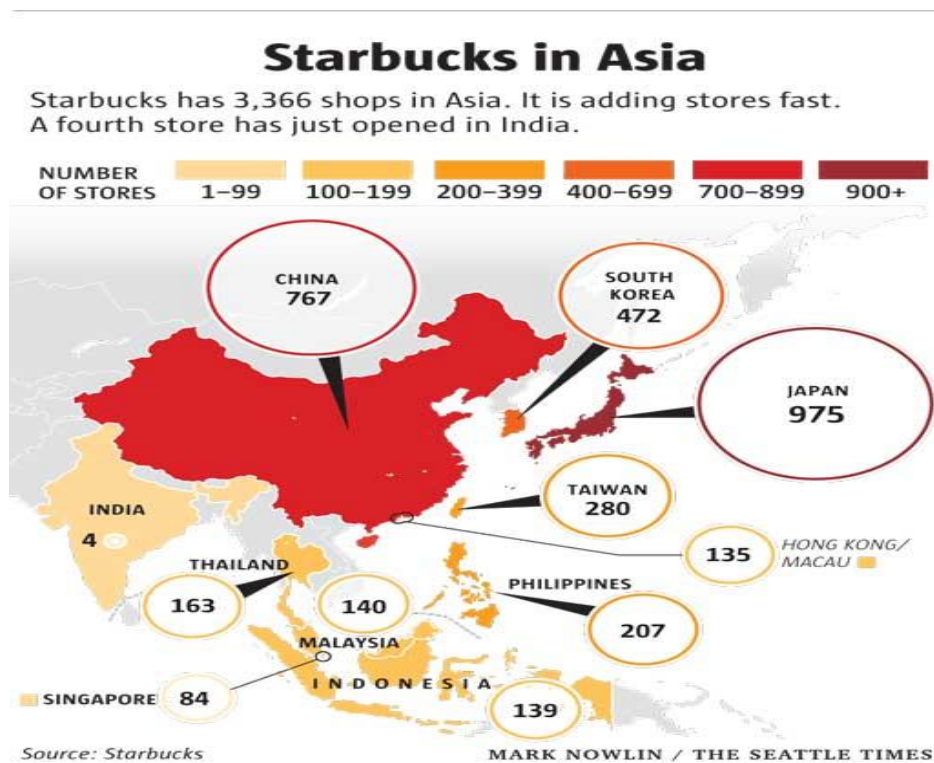 Starbucks in Asia
Starbucks has 3,366 shops in Asia. It is adding stores fast.
A fourth store has just opened in India.
NUMBER
OF STORES
1–99
100–199
200–399
400–699
700–899
900+
CHINA
767
SOUTH
KOREA
472
JAPAN
975
TAIWAN
280
INDIA
4
135
HONG KONG/
MACAU
THAILAND
163
140
MALAYSIA
PHILIPPINES
207
INDONESIA
SINGAPORE
84
139
Source: Starbucks
MARK NOWLIN / THE SEATTLE TIMES